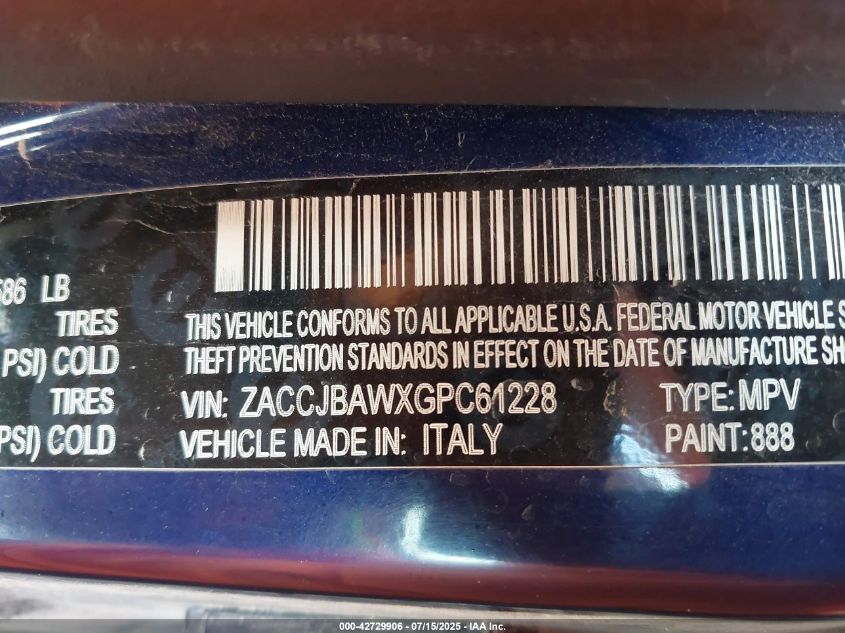 586 LB
TIRES
PSI) COLD
TIRES
PSI) COLD
THIS VEHICLE CONFORMS TO ALL APPLICABLE U.S.A. FEDERAL MOTOR VEHICLE S
THEFT PREVENTION STANDARDS IN EFFECT ON THE DATE OF MANUFACTURE SH
VIN: ZACCJBAWXGPC61228 TYPE: MPV
VEHICLE MADE IN: ITALY PAINT: 888
000-42729906 - 07/15/2025 - IAA Inc.